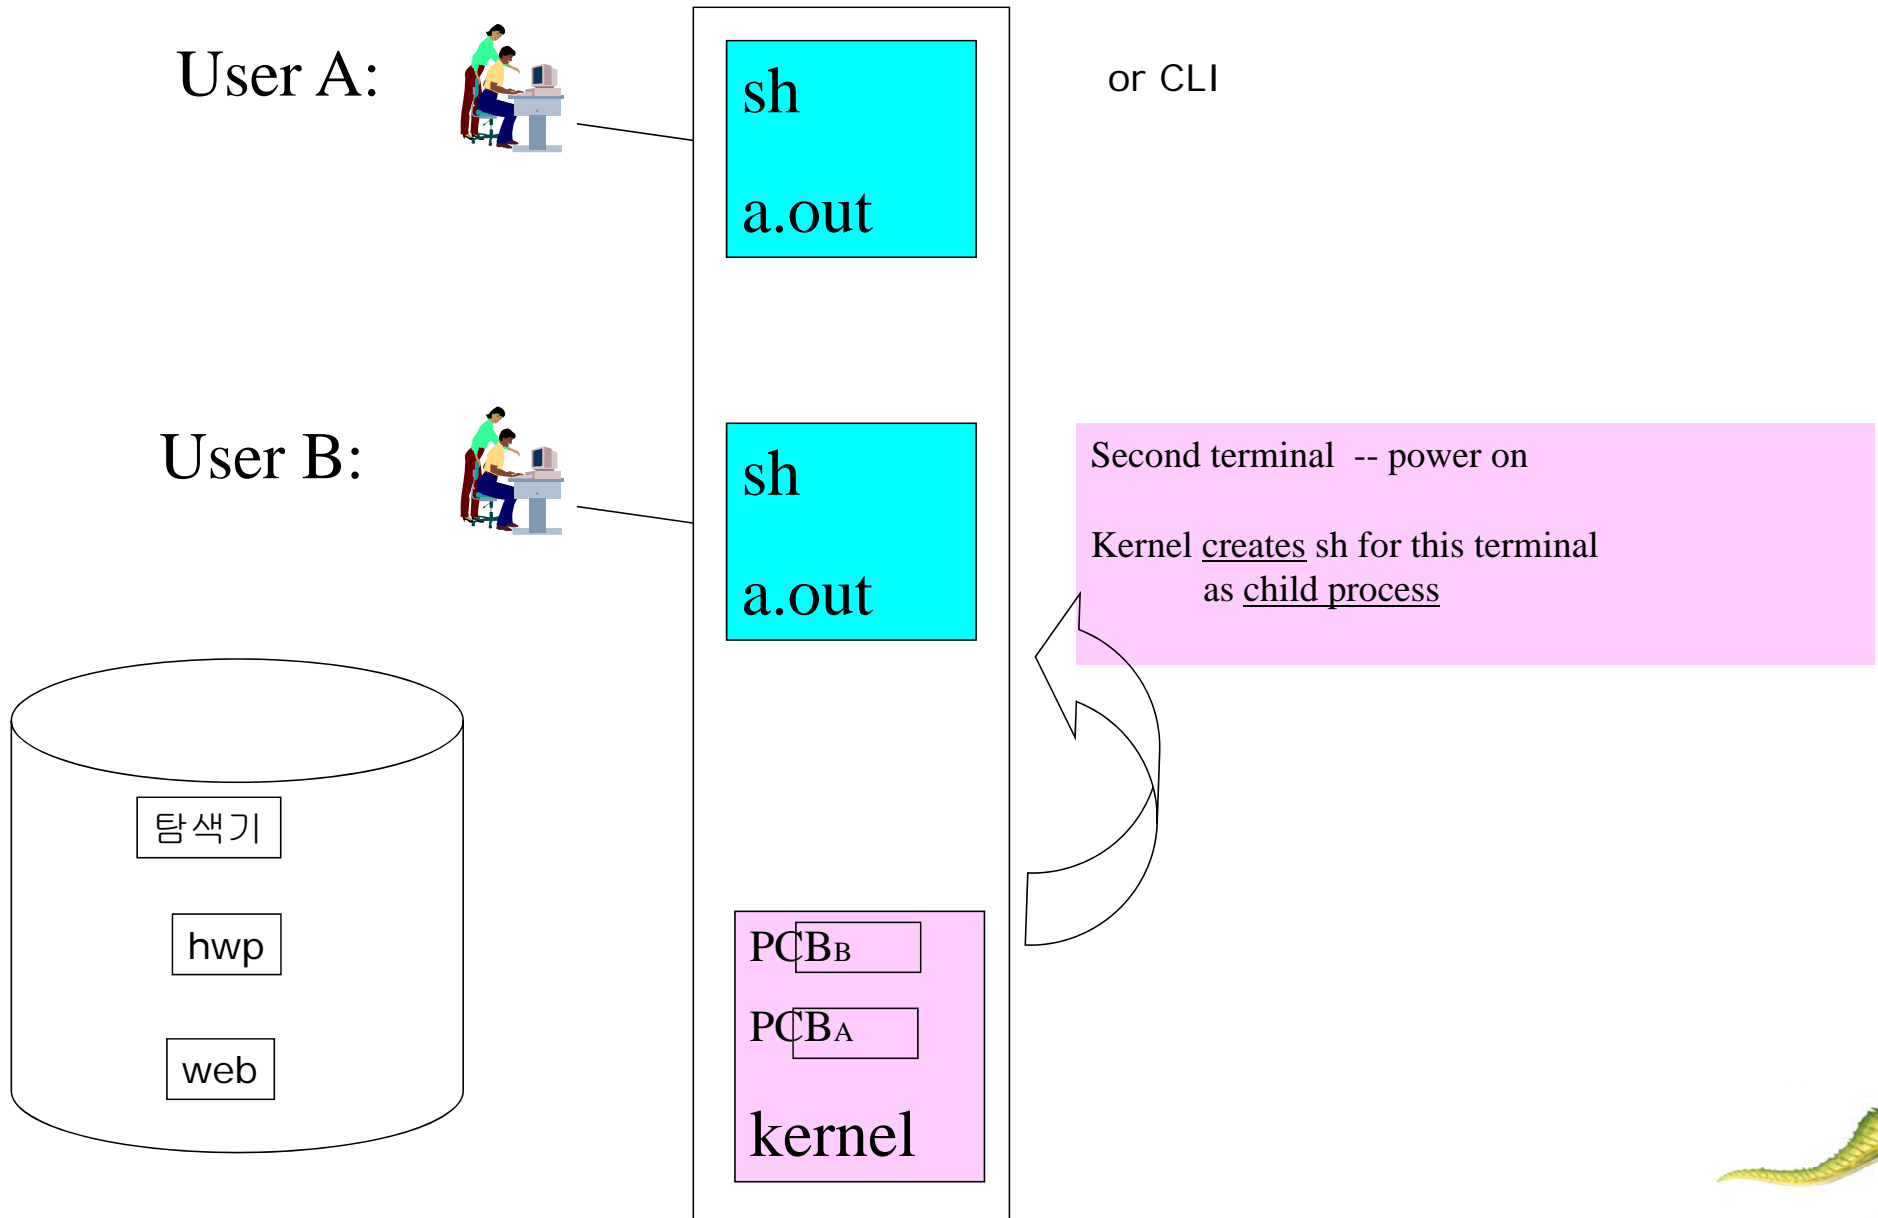 User A:
sh
a.out
or CLI
User B:
sh
a.out
Second terminal -- power on
Kernel creates sh for this terminal
as child process
탐색기
hwp
web
PCBB
PCBA
kernel